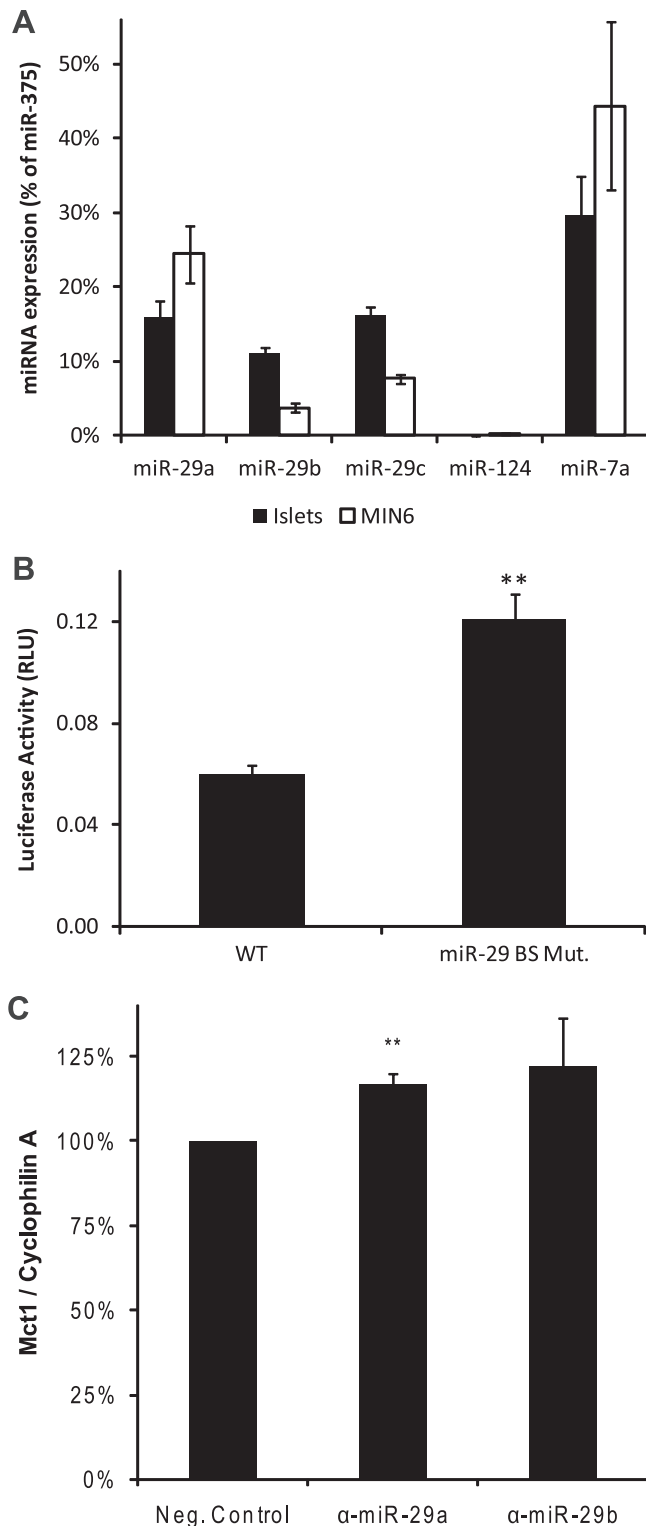 A
miRNA expression (% of miR-375)
50%
40%
30%
20%
10%
0%
miR-29a miR-29b miR-29c miR-124 miR-7a
Islets MIN6
B
Luciferase Activity (RLU)
0.12
0.08
0.04
0.00
**
WT miR-29 BS Mut.
C
Mct1 / Cyclophilin A
125%
100%
75%
50%
25%
0%
**
Neg. Control α-miR-29a α-miR-29b